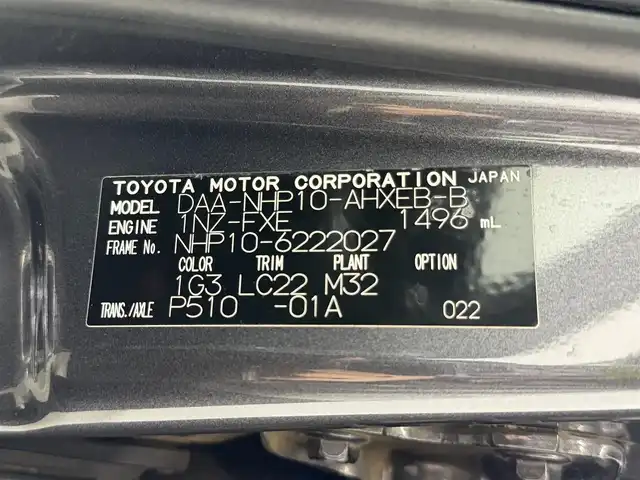 TOYOTA MOTOR CORPORATION JAPAN
MODEL DAA-NHP10-AHXEB-B
ENGINE 1NZ-FXE 1496 mL
FRAME No. NHP10-6222027
COLOR TRIM PLANT OPTION
1G3 LC22 M32
TRANS./AXLE P510 -01A 022